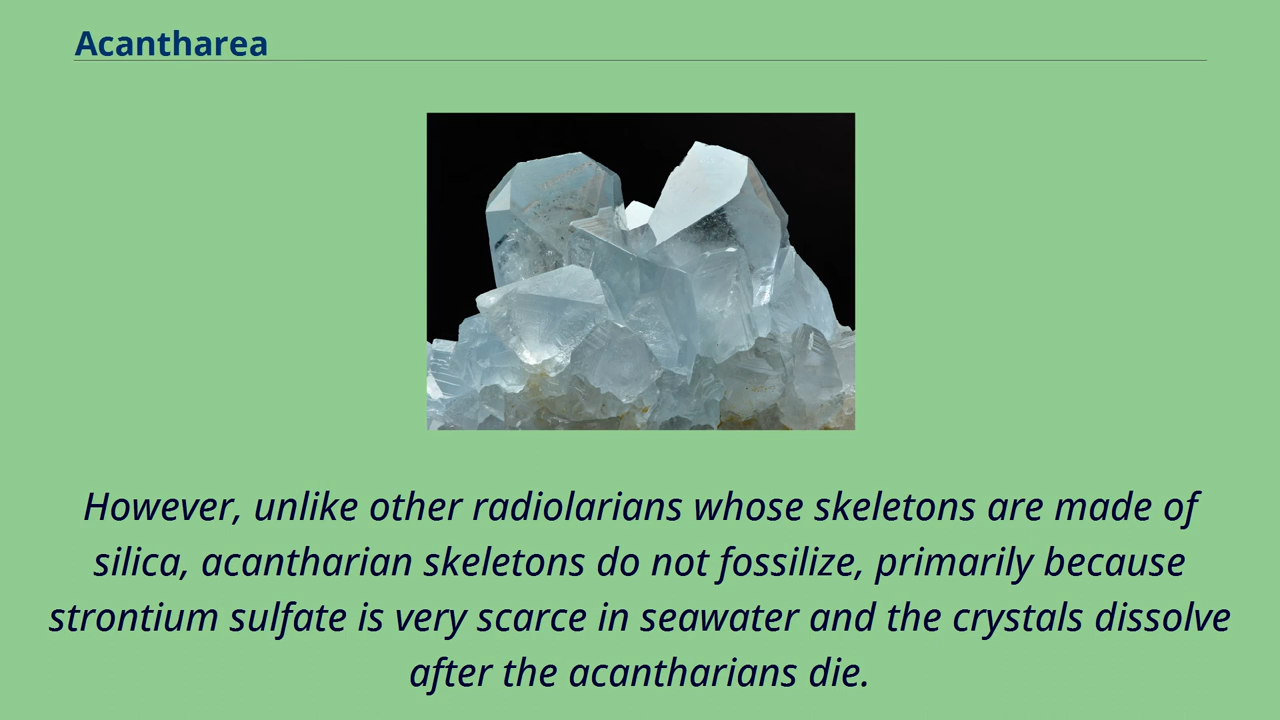 Acantharea
However, unlike other radiolarians whose skeletons are made of
silica, acantharian skeletons do not fossilize, primarily because
strontium sulfate is very scarce in seawater and the crystals dissolve
after the acantharians die.